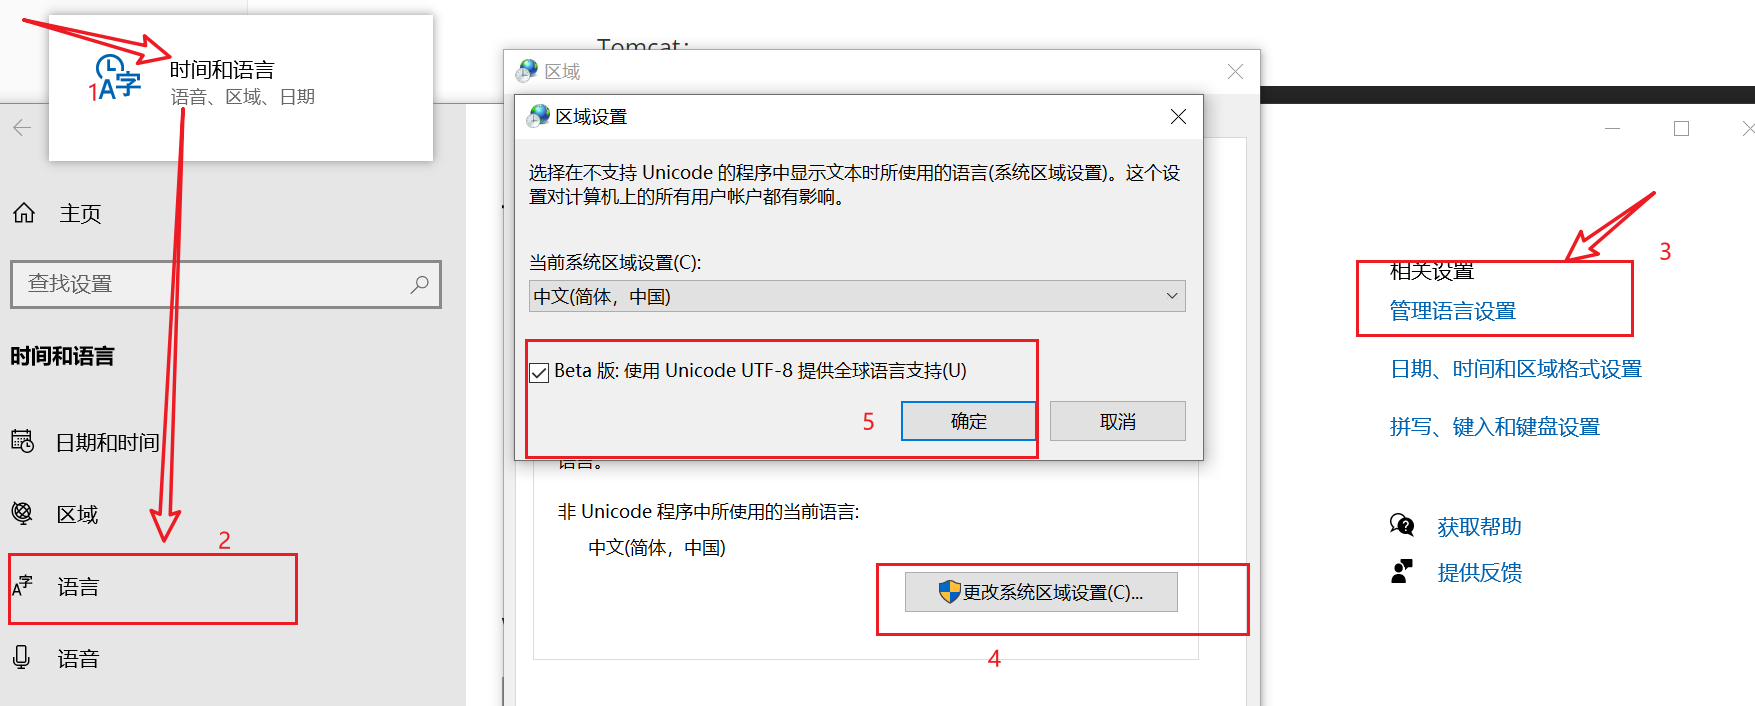 Tomcat:
时间和语言
语音、区域、日期
1
A字
主页
查找设置
时间和语言
日期和时间
区域
2
语言
语音
区域
区域设置
选择在不支持 Unicode 的程序中显示文本时所使用的语言(系统区域设置)。这个设
置对计算机上的所有用户帐户都有影响。
当前系统区域设置(C):
中文(简体，中国)
Beta 版: 使用 Unicode UTF-8 提供全球语言支持(U)
5
确定
取消
语言。
非 Unicode 程序中所使用的当前语言:
中文(简体，中国)
更改系统区域设置(C)...
4
3
相关设置
管理语言设置
日期、时间和区域格式设置
拼写、键入和键盘设置
获取帮助
提供反馈